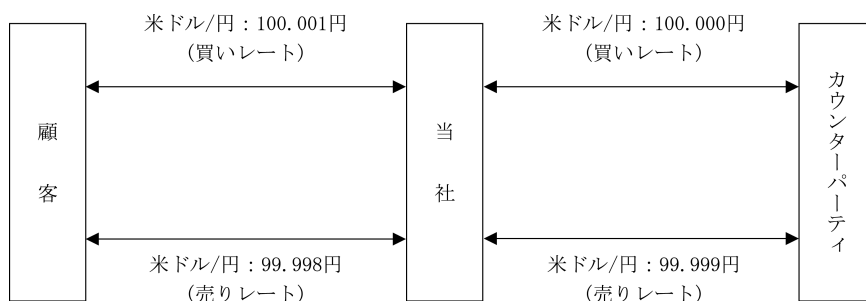 米ドル/円：100.001円
(買いレート)
米ドル/円：100.000円
(買いレート)
顧客
当社
カウンターパーティ
米ドル/円：99.998円
(売りレート)
米ドル/円：99.999円
(売りレート)